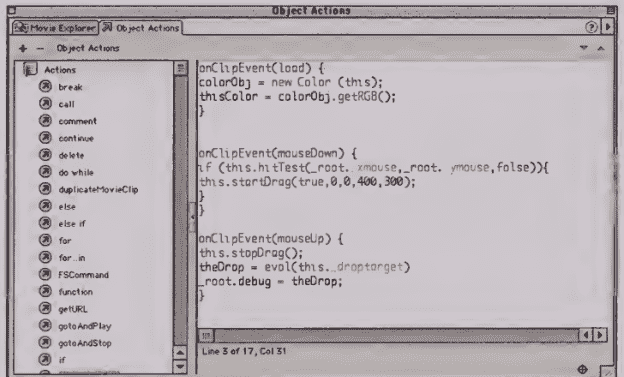 Object Actions
Movie Explorer
Object Actions
?
+ - Object Actions
Actions
break
call
comment
continue
delete
do while
duplicateMovieClip
else
else if
for
for..in
FSCommand
function
getURL
gotoAndPlay
gotoAndStop
if
onClipEvent(load) {
colorObj = new Color (this);
thisColor = colorObj.getRGB();
}
onClipEvent(mouseDown) {
if (this.hitTest(_root._xmouse,_root._ymouse,false)){
this.startDrag(true,0,0,400,300);
}
}
onClipEvent(mouseUp) {
this.stopDrag();
theDrop = eval(this._droptarget)
_root.debug = theDrop;
}
Line 3 of 17, Col 31